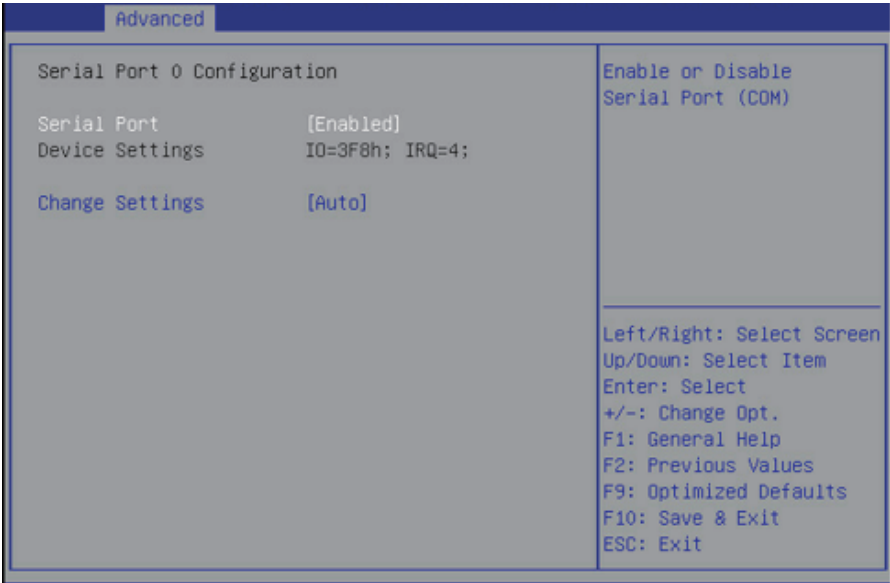 Advanced
Serial Port 0 Configuration
Serial Port [Enabled]
Device Settings IO=3F8h; IRQ=4;
Change Settings [Auto]
Enable or Disable
Serial Port (COM)
Left/Right: Select Screen
Up/Down: Select Item
Enter: Select
+/-: Change Opt.
F1: General Help
F2: Previous Values
F9: Optimized Defaults
F10: Save & Exit
ESC: Exit